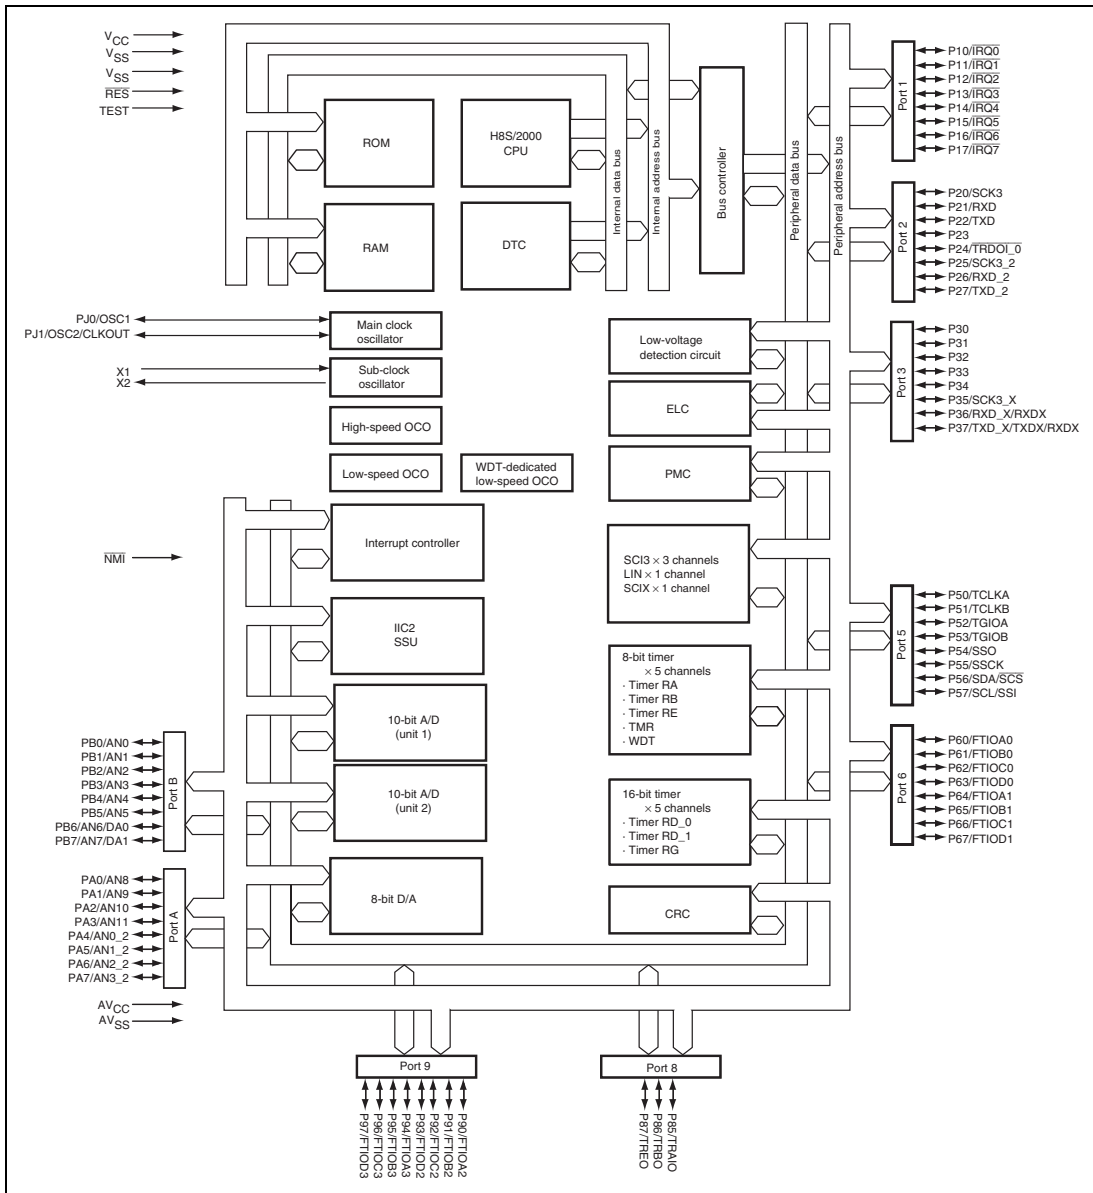 VCC
VSS
VSS
RES
TEST
ROM
H8S/2000
CPU
RAM
DTC
Internal data bus
Internal address bus
Bus controller
Peripheral data bus
Peripheral address bus
Port 1
P10/IRQ0
P11/IRQ1
P12/IRQ2
P13/IRQ3
P14/IRQ4
P15/IRQ5
P16/IRQ6
P17/IRQ7
Port 2
P20/SCK3
P21/RXD
P22/TXD
P23
P24/TRDOI_0
P25/SCK3_2
P26/RXD_2
P27/TXD_2
PJ0/OSC1
PJ1/OSC2/CLKOUT
Main clock
oscillator
X1
X2
Sub-clock
oscillator
High-speed OCO
Low-speed OCO
WDT-dedicated
low-speed OCO
Low-voltage
detection circuit
ELC
PMC
Port 3
P30
P31
P32
P33
P34
P35/SCK3_X
P36/RXD_X/RXDX
P37/TXD_X/TXDX/RXDX
NMI
Interrupt controller
SCI3 × 3 channels
LIN × 1 channel
SCIX × 1 channel
IIC2
SSU
Port 5
P50/TCLKA
P51/TCLKB
P52/TGIOA
P53/TGIOB
P54/SSO
P55/SSCK
P56/SDA/SCS
P57/SCL/SSI
8-bit timer
× 5 channels
· Timer RA
· Timer RB
· Timer RE
· TMR
· WDT
10-bit A/D
(unit 1)
10-bit A/D
(unit 2)
PB0/AN0
PB1/AN1
PB2/AN2
PB3/AN3
PB4/AN4
PB5/AN5
PB6/AN6/DA0
PB7/AN7/DA1
Port B
16-bit timer
× 5 channels
· Timer RD_0
· Timer RD_1
· Timer RG
Port 6
P60/FTIOA0
P61/FTIOB0
P62/FTIOC0
P63/FTIOD0
P64/FTIOA1
P65/FTIOB1
P66/FTIOC1
P67/FTIOD1
PA0/AN8
PA1/AN9
PA2/AN10
PA3/AN11
PA4/AN0_2
PA5/AN1_2
PA6/AN2_2
PA7/AN3_2
Port A
8-bit D/A
CRC
AVCC
AVSS
Port 9
Port 8
P97/FTIOD3
P96/FTIOC3
P95/FTIOB3
P94/FTIOA3
P93/FTIOD2
P92/FTIOC2
P91/FTIOB2
P90/FTIOA2
P87/TREO
P86/TRBO
P85/TRAIO